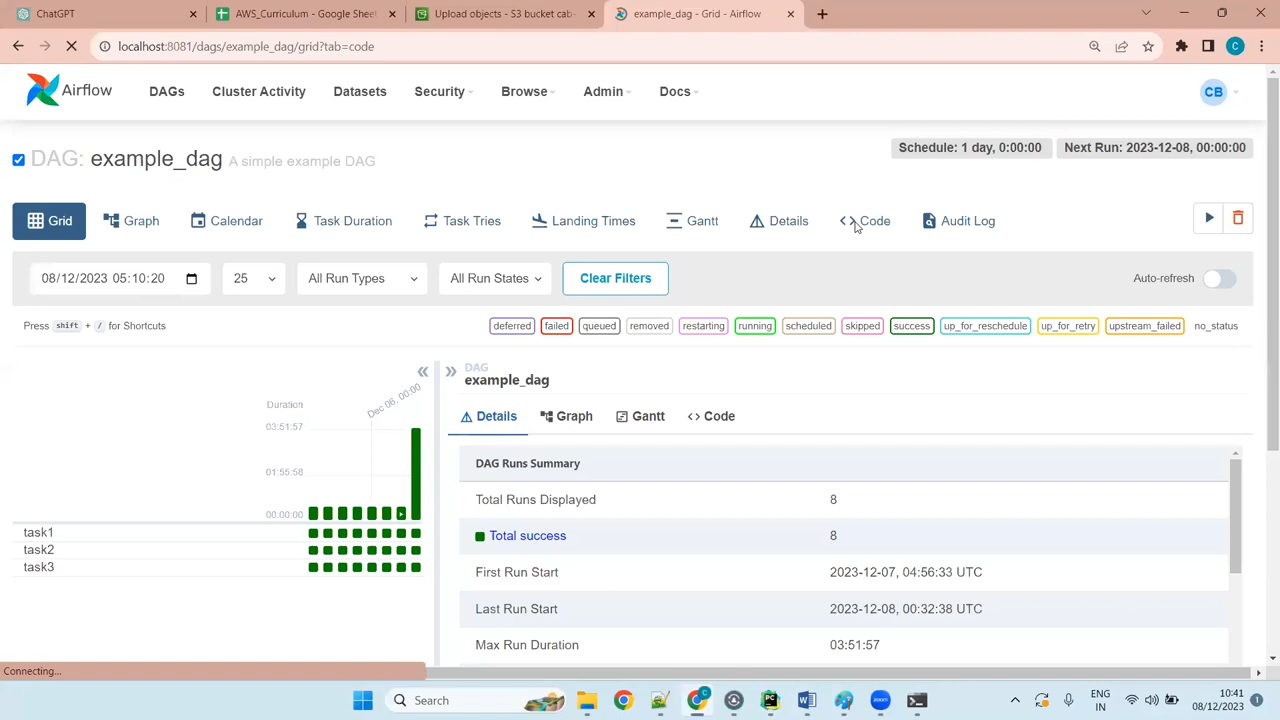 ChatGPT
AWS_Curriculum - Google Sheet
Upload objects - S3 bucket cab-
example_dag - Grid - Airflow
localhost:8081/dags/example_dag/grid?tab=code
C
Airflow
DAGs
Cluster Activity
Datasets
Security
Browse
Admin
Docs
CB
DAG: example_dag A simple example DAG
Schedule: 1 day, 0:00:00
Next Run: 2023-12-08, 00:00:00
Grid
Graph
Calendar
Task Duration
Task Tries
Landing Times
Gantt
Details
Code
Audit Log
08/12/2023 05:10:20
25
All Run Types
All Run States
Clear Filters
Auto-refresh
Press shift + / for Shortcuts
deferred
failed
queued
removed
restarting
running
scheduled
skipped
success
up_for_reschedule
up_for_retry
upstream_failed
no_status
Duration
Dec 06, 00:00
03:51:57
01:55:58
00:00:00
task1
task2
task3
DAG
example_dag
Details
Graph
Gantt
Code
DAG Runs Summary
Total Runs Displayed 8
Total success 8
First Run Start 2023-12-07, 04:56:33 UTC
Last Run Start 2023-12-08, 00:32:38 UTC
Max Run Duration 03:51:57
Connecting...
Search
ENG
IN
10:41
08/12/2023